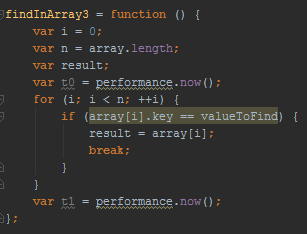 findInArray3 = function () {
    var i = 0;
    var n = array.length;
    var result;
    var t0 = performance.now();
    for (i; i < n; ++i) {
        if (array[i].key == valueToFind) {
            result = array[i];
            break;
        }
    }
    var t1 = performance.now();
};